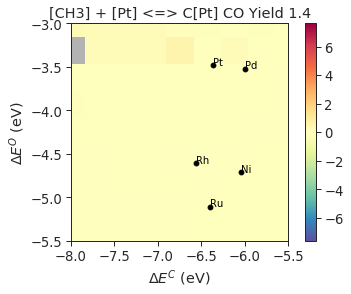 [CH3] + [Pt] <=> C[Pt] CO Yield 1.4
−3.0
−3.5
−4.0
−4.5
−5.0
−5.5
ΔE^O (eV)
Pt
Pd
Rh
Ni
Ru
−8.0 −7.5 −7.0 −6.5 −6.0 −5.5
ΔE^C (eV)
6
4
2
0
−2
−4
−6